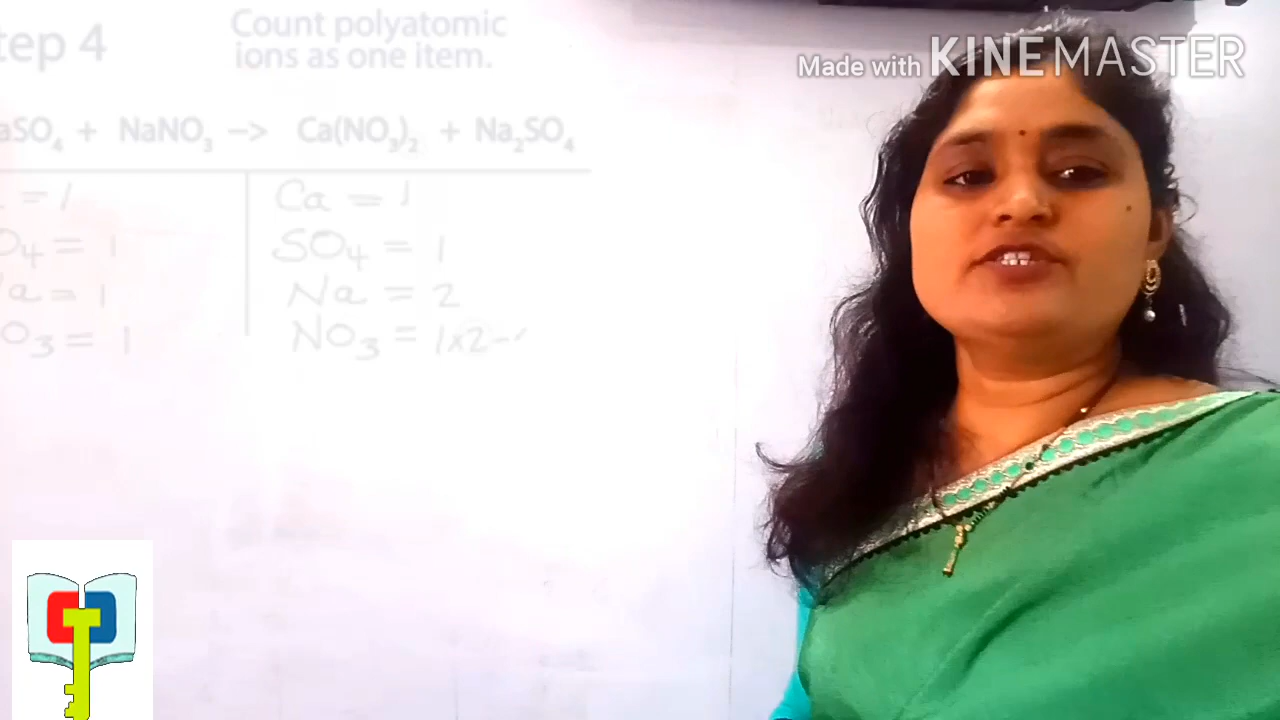 Made with KINEMASTER
tep 4
Count polyatomic
ions as one item.
aSO₄ + NaNO₃ —> Ca(NO₃)₂ + Na₂SO₄
= 1
Ca = 1
O₄ = 1
SO₄ = 1
a = 1
Na = 2
O₃ = 1
NO₃ = 1x2